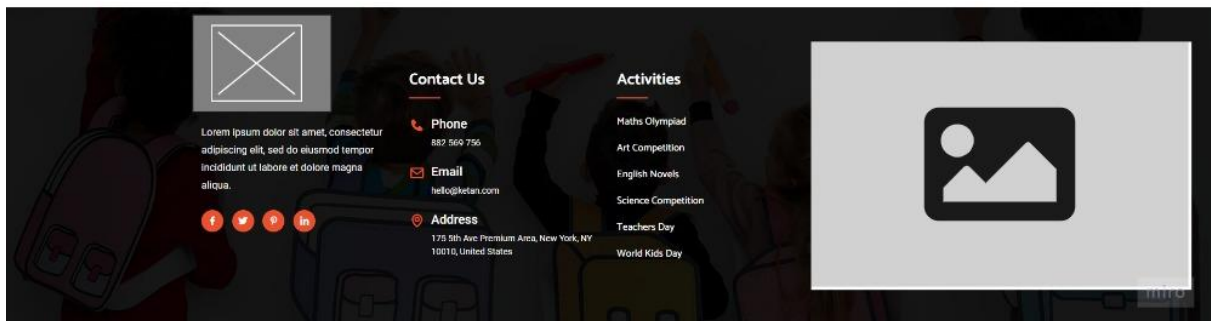 Lorem ipsum dolor sit amet, consectetur
adipiscing elit, sed do eiusmod tempor
incididunt ut labore et dolore magna
aliqua.
Contact Us
Phone
882 569 756
Email
hello@ketan.com
Address
175 5th Ave Premium Area, New York, NY
10010, United States
Activities
Maths Olympiad
Art Competition
English Novels
Science Competition
Teachers Day
World Kids Day
miro